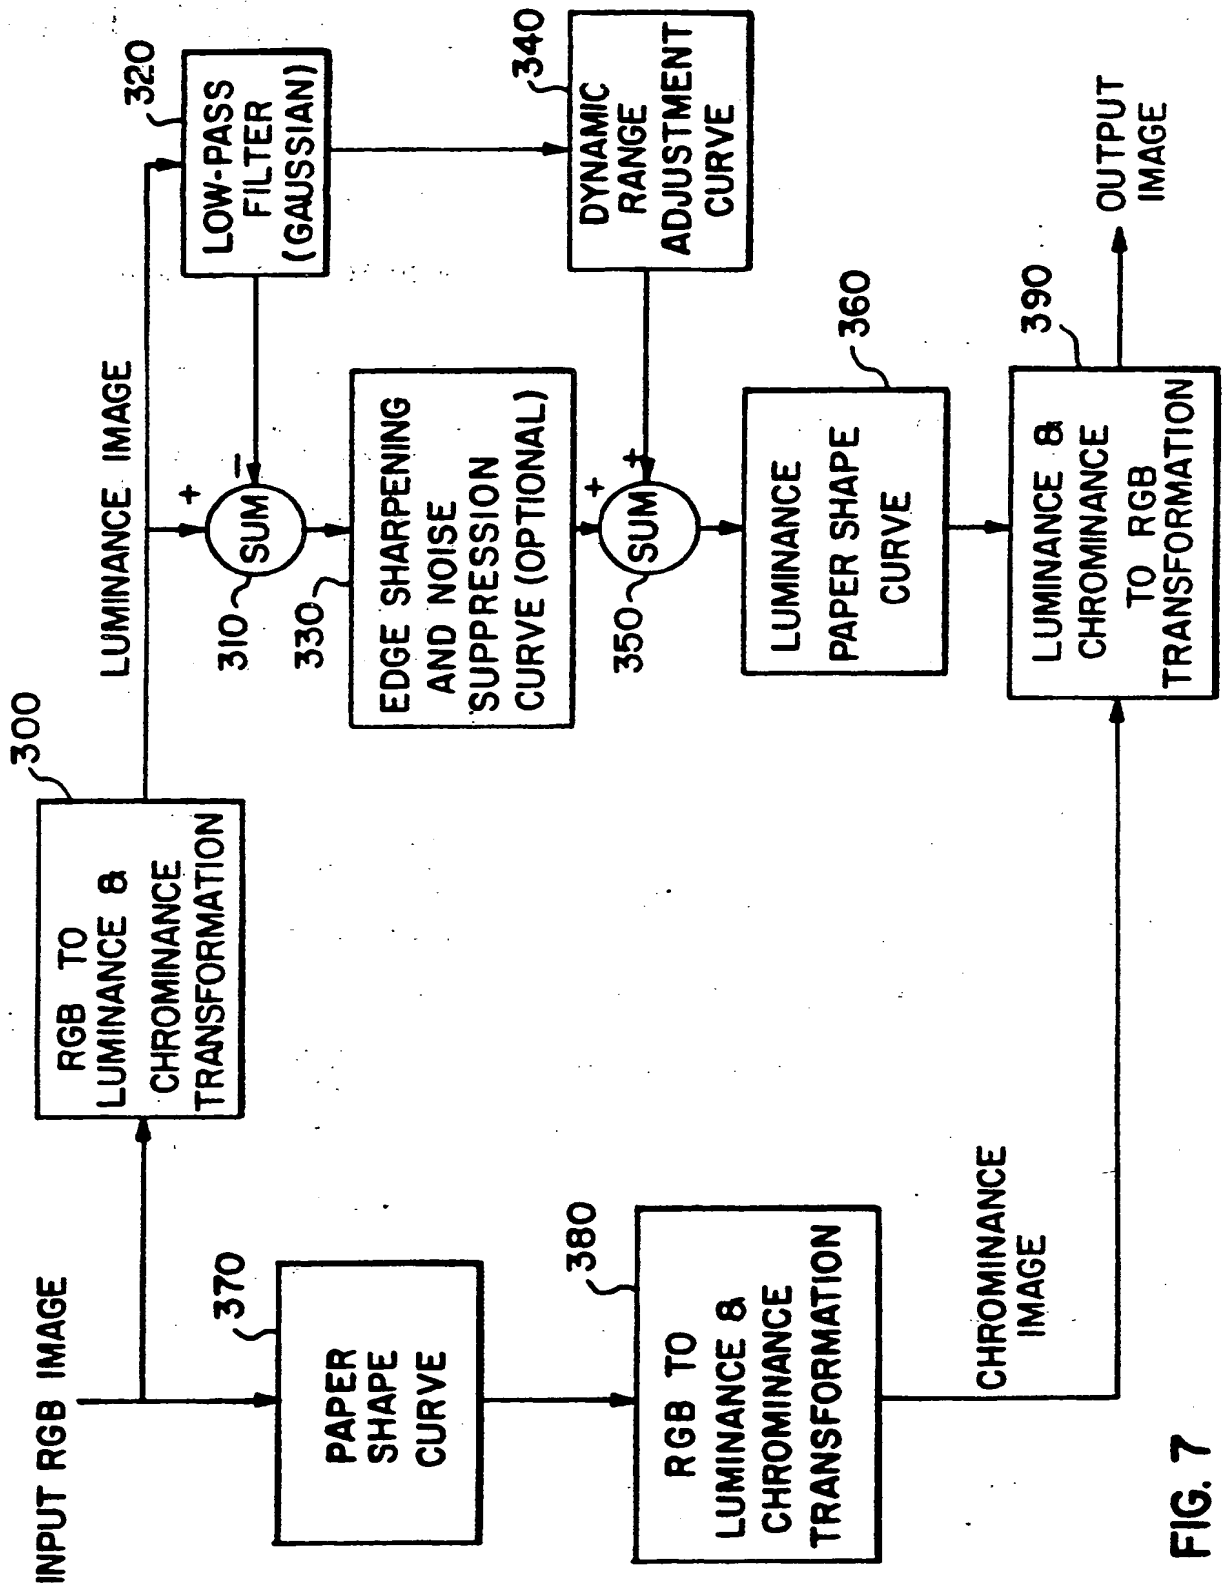 INPUT RGB IMAGE
300
RGB TO
LUMINANCE &
CHROMINANCE
TRANSFORMATION
LUMINANCE IMAGE
320
LOW-PASS
FILTER
(GAUSSIAN)
+
-
SUM
310
330
EDGE SHARPENING
AND NOISE
SUPPRESSION
CURVE (OPTIONAL)
340
DYNAMIC
RANGE
ADJUSTMENT
CURVE
+
+
SUM
350
360
LUMINANCE
PAPER SHAPE
CURVE
370
PAPER
SHAPE
CURVE
380
RGB TO
LUMINANCE &
CHROMINANCE
TRANSFORMATION
CHROMINANCE
IMAGE
390
LUMINANCE &
CHROMINANCE
TO RGB
TRANSFORMATION
OUTPUT
IMAGE
FIG. 7